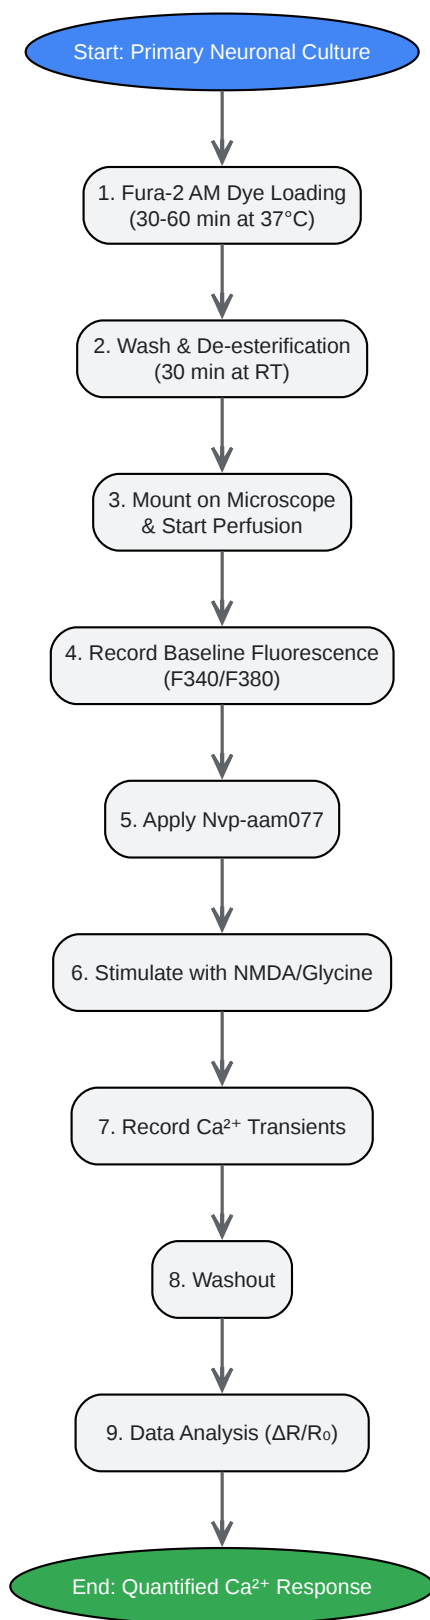 Start: Primary Neuronal Culture
1. Fura-2 AM Dye Loading
(30-60 min at 37°C)
2. Wash & De-esterification
(30 min at RT)
3. Mount on Microscope
& Start Perfusion
4. Record Baseline Fluorescence
(F340/F380)
5. Apply Nvp-aam077
6. Stimulate with NMDA/Glycine
7. Record Ca²⁺ Transients
8. Washout
9. Data Analysis (ΔR/R₀)
End: Quantified Ca²⁺ Response